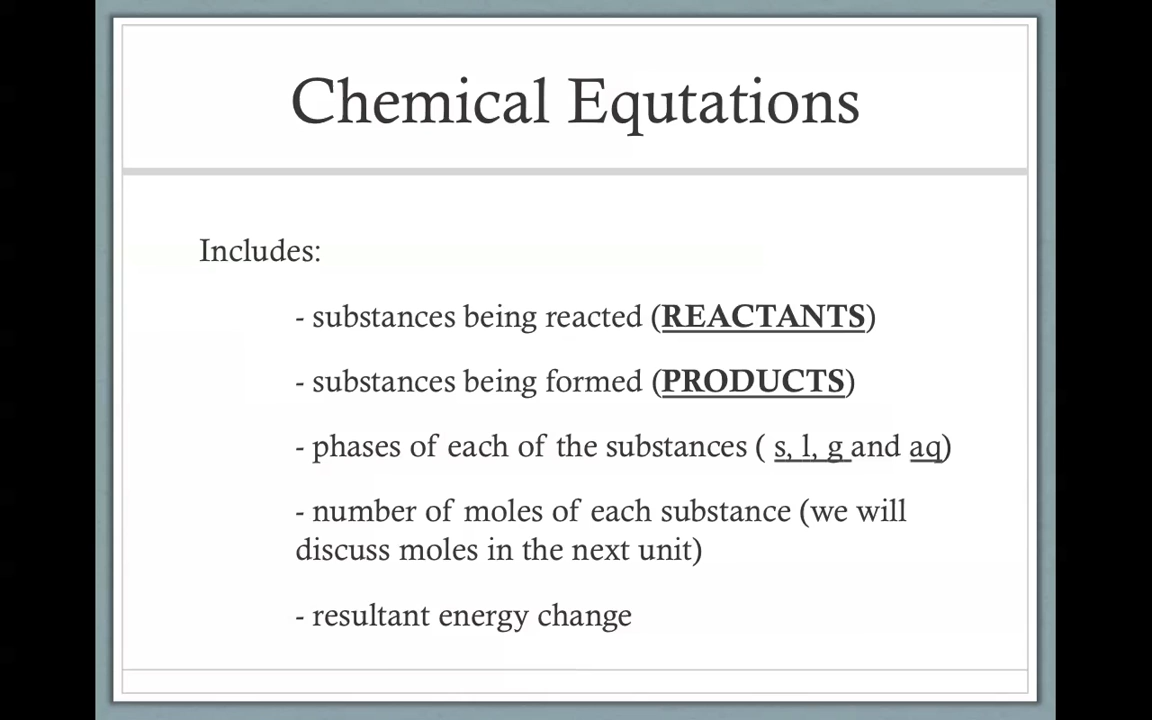 Chemical Equtations
Includes:
- substances being reacted (REACTANTS)
- substances being formed (PRODUCTS)
- phases of each of the substances ( s, l, g and aq)
- number of moles of each substance (we will
discuss moles in the next unit)
- resultant energy change